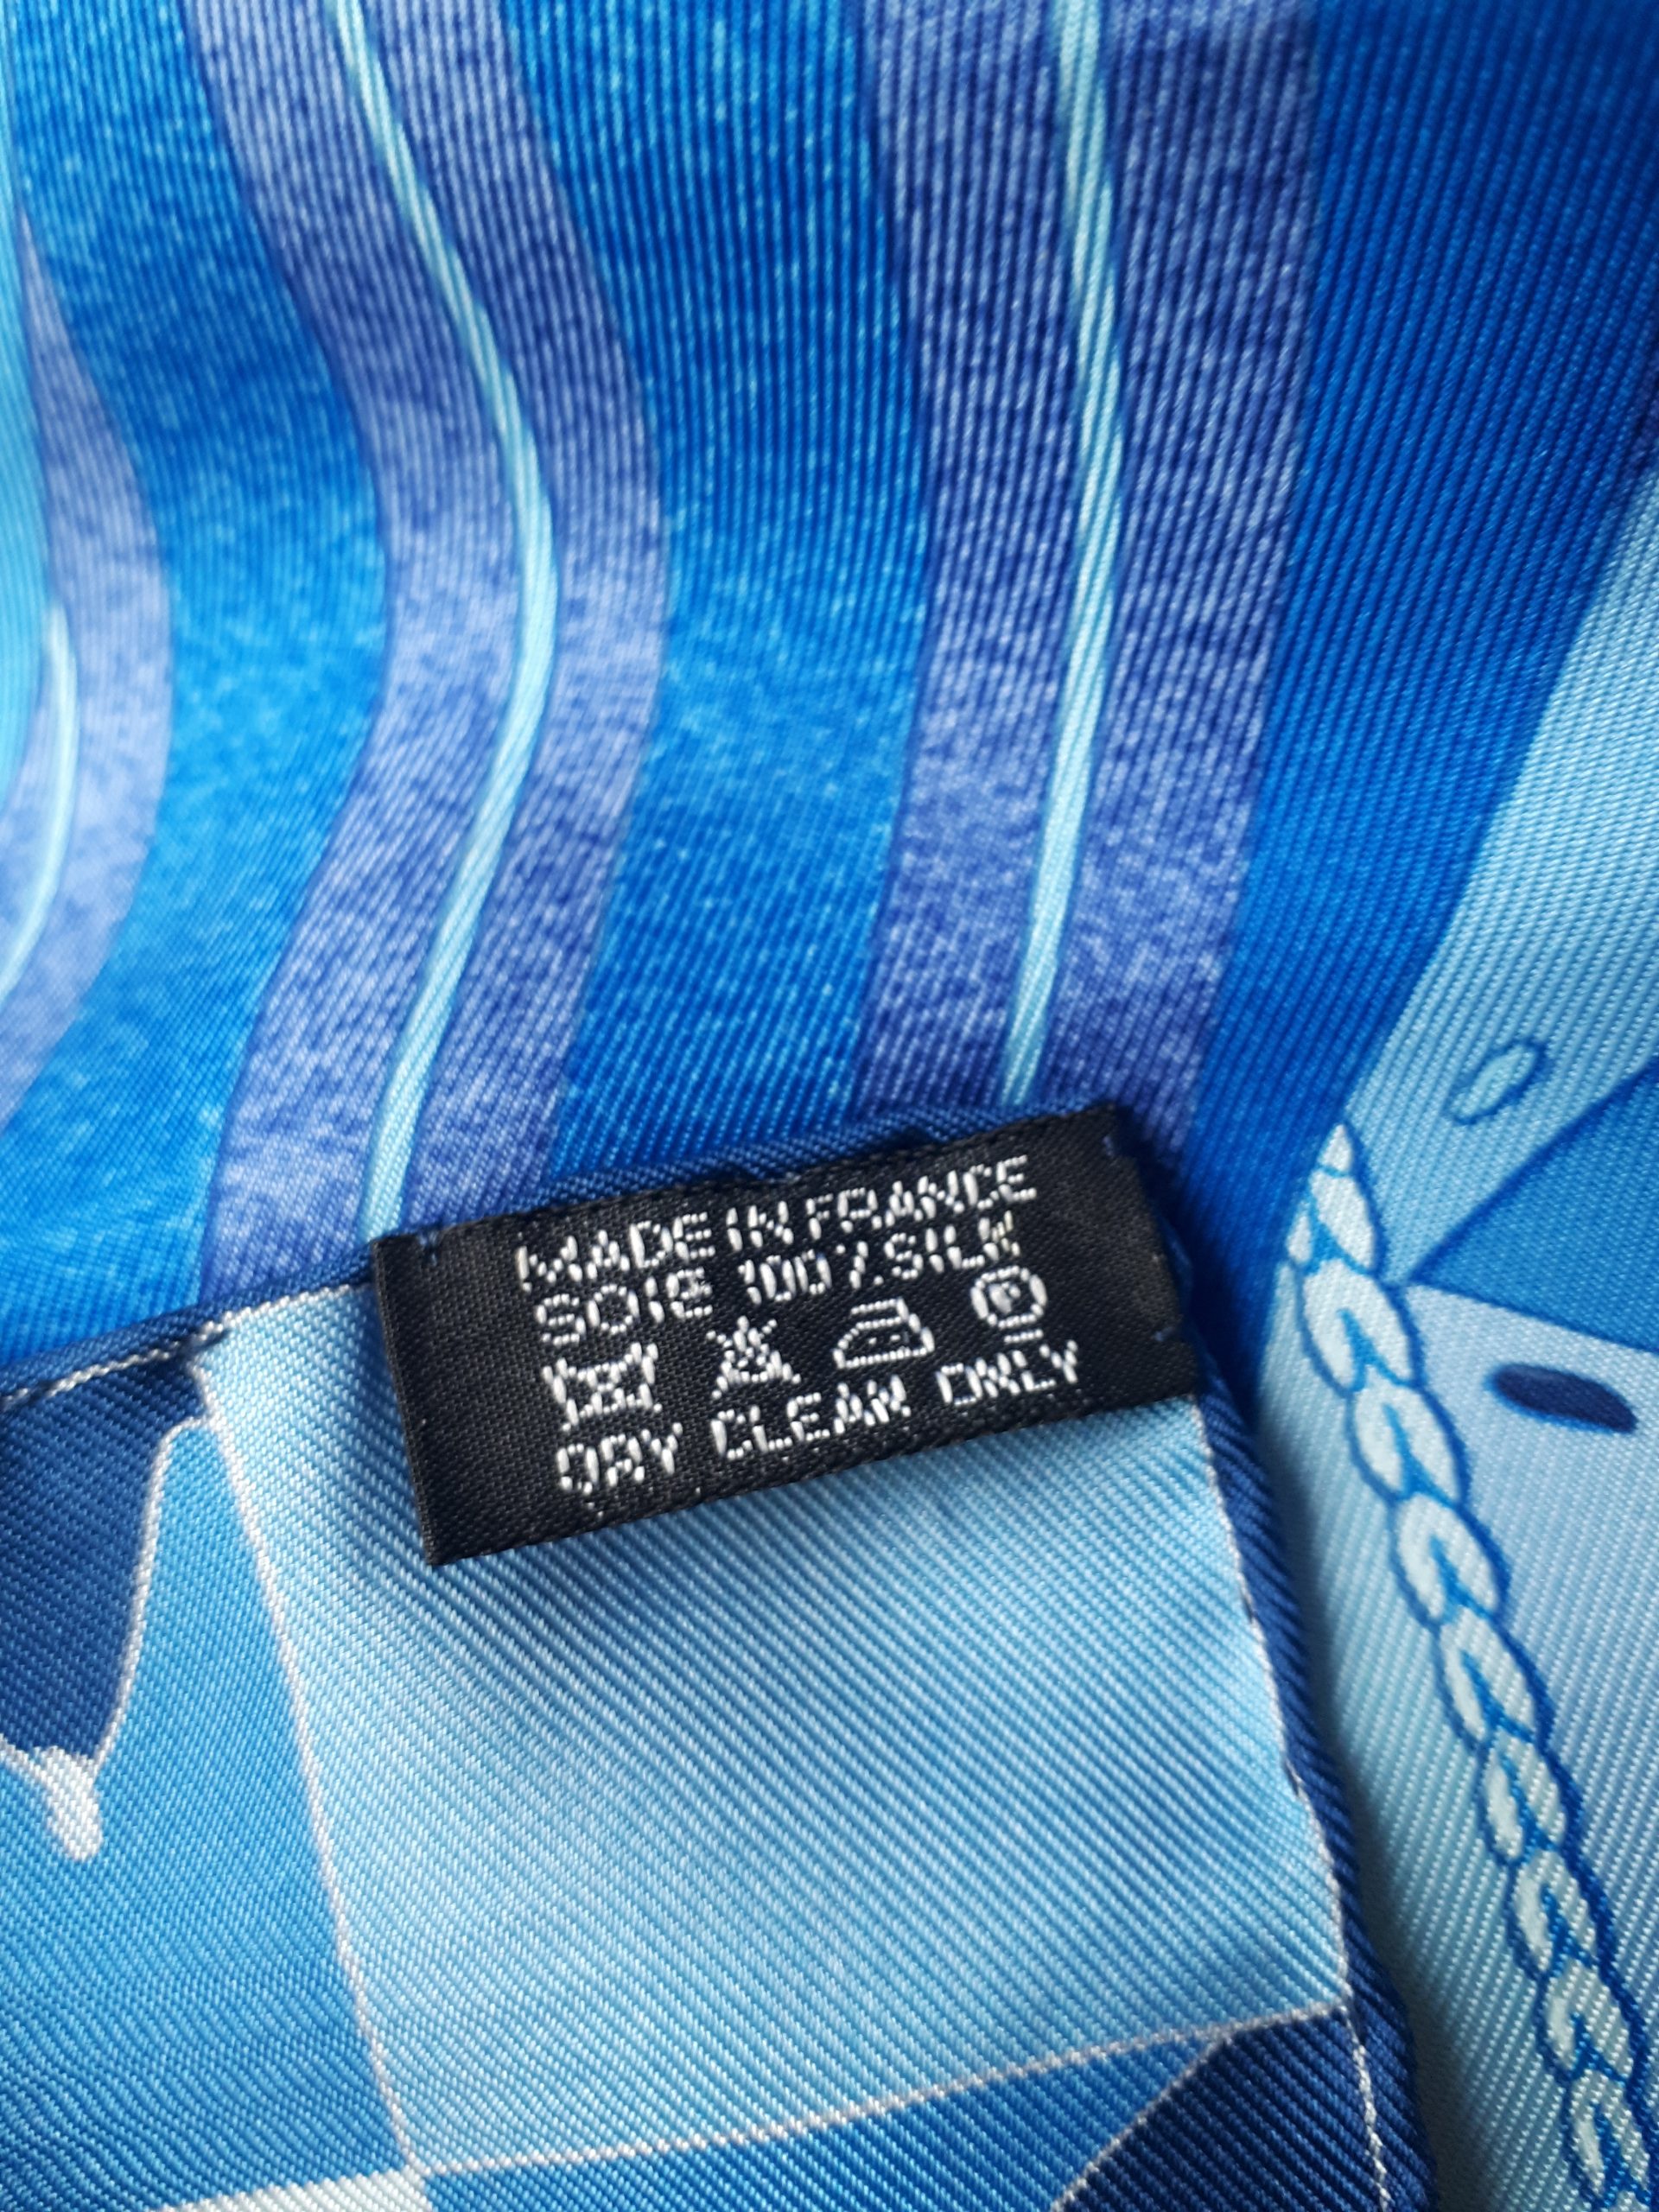 MADE IN FRANCE
SOIE 100% SILK
P
DRY CLEAN ONLY